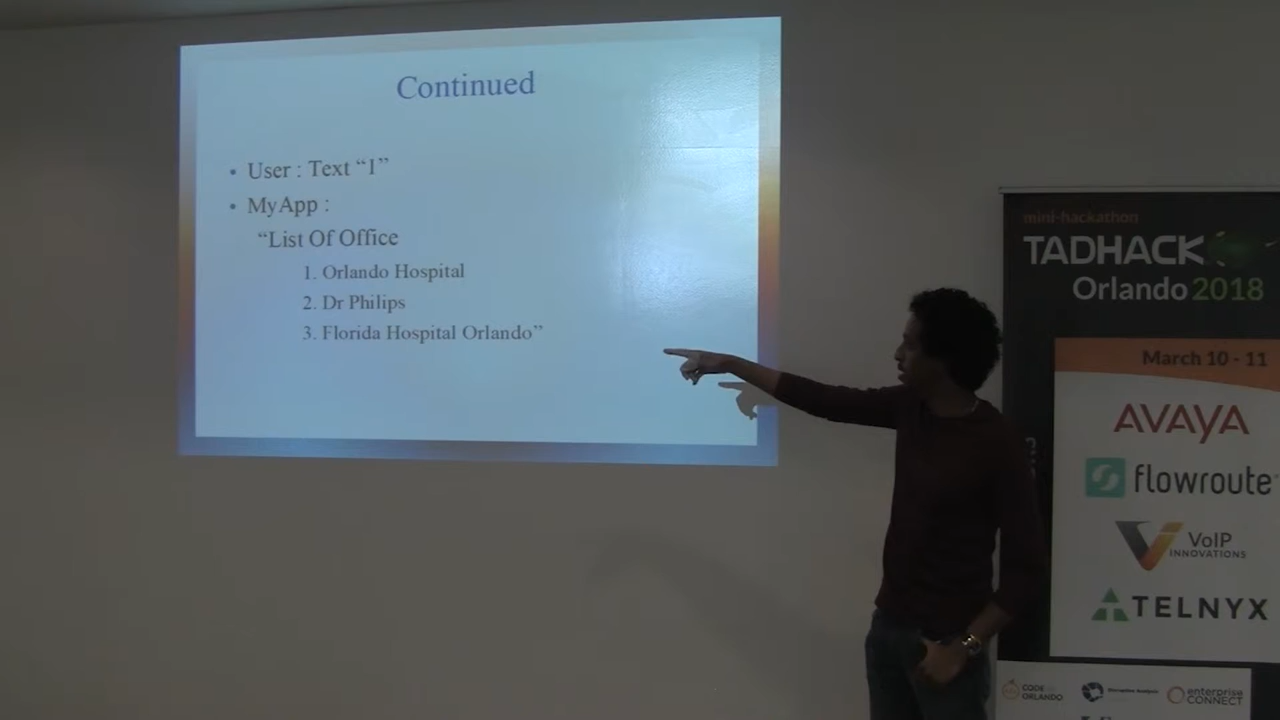 Continued
• User : Text “1”
• MyApp :
“List Of Office
1. Orlando Hospital
2. Dr Philips
3. Florida Hospital Orlando”
mini-hackathon
TADHACK
Orlando 2018
March 10 - 11
AVAYA
flowroute
VoIP
INNOVATIONS
TELNYX
CODE
ORLANDO
enterprise
CONNECT